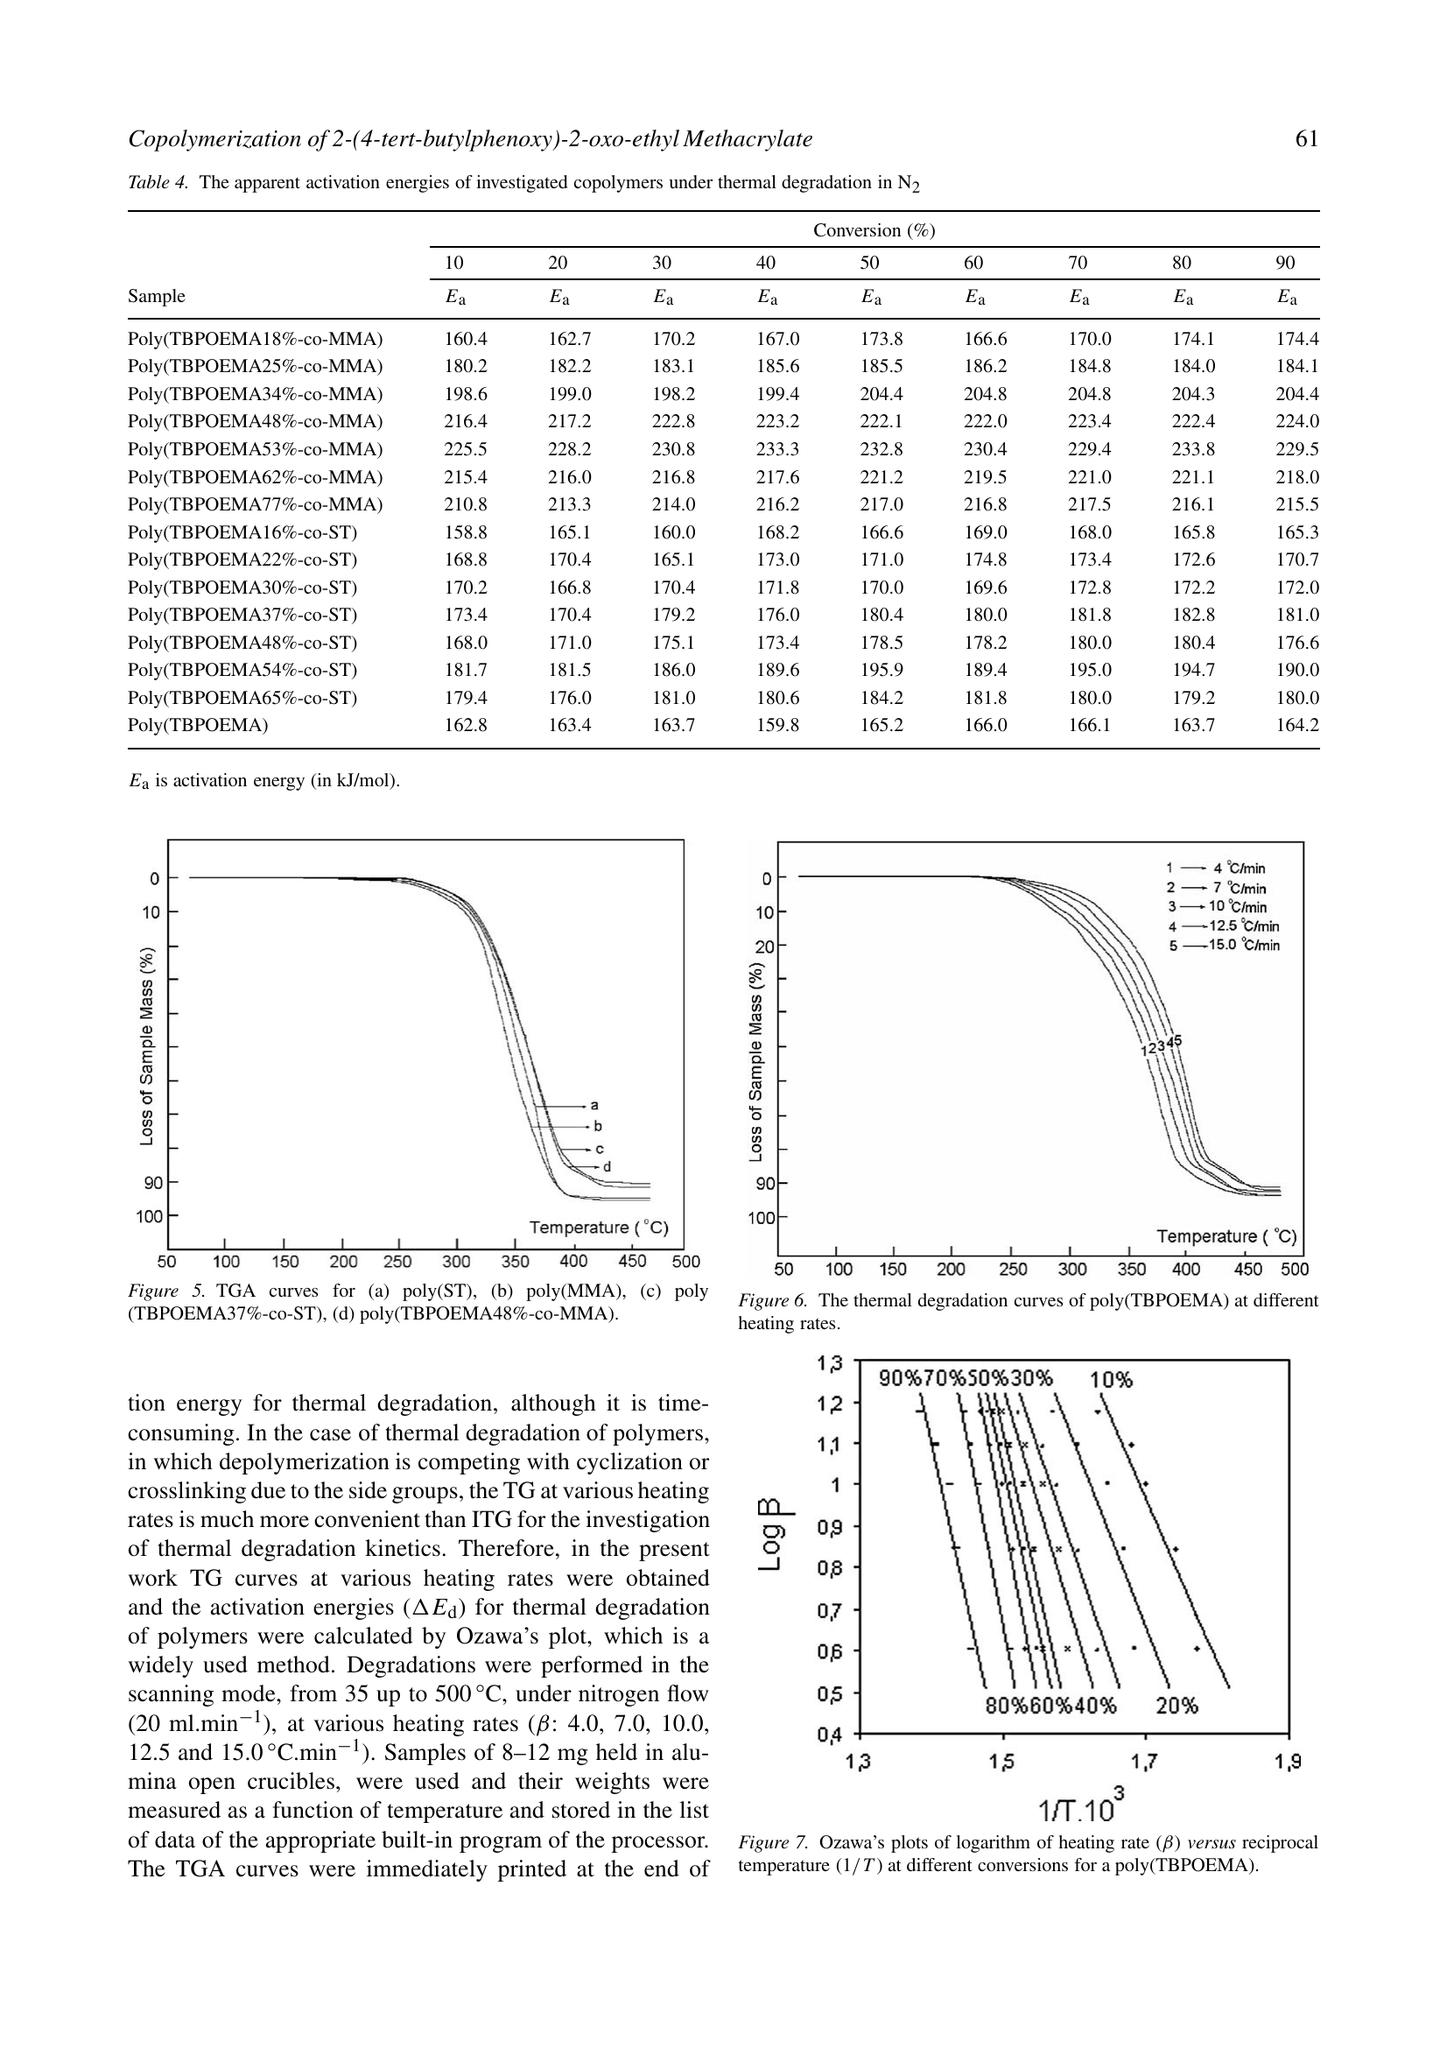 Copolymerization of 2-(4-tert-butylphenoxy)-2-oxo-ethyl Methacrylate 61
Table 4. The apparent activation energies of investigated copolymers under thermal degradation in N2
Conversion (%)
10 20 30 40 50 60 70 80 90
Sample Ea Ea Ea Ea Ea Ea Ea Ea Ea
Poly(TBPOEMA18%-co-MMA) 160.4 162.7 170.2 167.0 173.8 166.6 170.0 174.1 174.4
Poly(TBPOEMA25%-co-MMA) 180.2 182.2 183.1 185.6 185.5 186.2 184.8 184.0 184.1
Poly(TBPOEMA34%-co-MMA) 198.6 199.0 198.2 199.4 204.4 204.8 204.8 204.3 204.4
Poly(TBPOEMA48%-co-MMA) 216.4 217.2 222.8 223.2 222.1 222.0 223.4 222.4 224.0
Poly(TBPOEMA53%-co-MMA) 225.5 228.2 230.8 233.3 232.8 230.4 229.4 233.8 229.5
Poly(TBPOEMA62%-co-MMA) 215.4 216.0 216.8 217.6 221.2 219.5 221.0 221.1 218.0
Poly(TBPOEMA77%-co-MMA) 210.8 213.3 214.0 216.2 217.0 216.8 217.5 216.1 215.5
Poly(TBPOEMA16%-co-ST) 158.8 165.1 160.0 168.2 166.6 169.0 168.0 165.8 165.3
Poly(TBPOEMA22%-co-ST) 168.8 170.4 165.1 173.0 171.0 174.8 173.4 172.6 170.7
Poly(TBPOEMA30%-co-ST) 170.2 166.8 170.4 171.8 170.0 169.6 172.8 172.2 172.0
Poly(TBPOEMA37%-co-ST) 173.4 170.4 179.2 176.0 180.4 180.0 181.8 182.8 181.0
Poly(TBPOEMA48%-co-ST) 168.0 171.0 175.1 173.4 178.5 178.2 180.0 180.4 176.6
Poly(TBPOEMA54%-co-ST) 181.7 181.5 186.0 189.6 195.9 189.4 195.0 194.7 190.0
Poly(TBPOEMA65%-co-ST) 179.4 176.0 181.0 180.6 184.2 181.8 180.0 179.2 180.0
Poly(TBPOEMA) 162.8 163.4 163.7 159.8 165.2 166.0 166.1 163.7 164.2
Ea is activation energy (in kJ/mol).
0
10
90
100
Loss of Sample Mass (%)
a
b
c
d
Temperature ( °C)
50 100 150 200 250 300 350 400 450 500
Figure 5. TGA curves for (a) poly(ST), (b) poly(MMA), (c) poly
(TBPOEMA37%-co-ST), (d) poly(TBPOEMA48%-co-MMA).
tion energy for thermal degradation, although it is time-
consuming. In the case of thermal degradation of polymers,
in which depolymerization is competing with cyclization or
crosslinking due to the side groups, the TG at various heating
rates is much more convenient than ITG for the investigation
of thermal degradation kinetics. Therefore, in the present
work TG curves at various heating rates were obtained
and the activation energies (ΔEd) for thermal degradation
of polymers were calculated by Ozawa's plot, which is a
widely used method. Degradations were performed in the
scanning mode, from 35 up to 500 °C, under nitrogen flow
(20 ml.min−1), at various heating rates (β: 4.0, 7.0, 10.0,
12.5 and 15.0 °C.min−1). Samples of 8–12 mg held in alu-
mina open crucibles, were used and their weights were
measured as a function of temperature and stored in the list
of data of the appropriate built-in program of the processor.
The TGA curves were immediately printed at the end of
0
10
20
90
100
Loss of Sample Mass (%)
1 → 4 °C/min
2 → 7 °C/min
3 → 10 °C/min
4 → 12.5 °C/min
5 → 15.0 °C/min
1 2 3 4 5
Temperature ( °C)
50 100 150 200 250 300 350 400 450 500
Figure 6. The thermal degradation curves of poly(TBPOEMA) at different
heating rates.
1,3
1,2
1,1
1
0,9
0,8
0,7
0,6
0,5
0,4
Log β
90% 70% 50% 30% 10%
80% 60% 40% 20%
1,3 1,5 1,7 1,9
1/T.10³
Figure 7. Ozawa's plots of logarithm of heating rate (β) versus reciprocal
temperature (1/T) at different conversions for a poly(TBPOEMA).